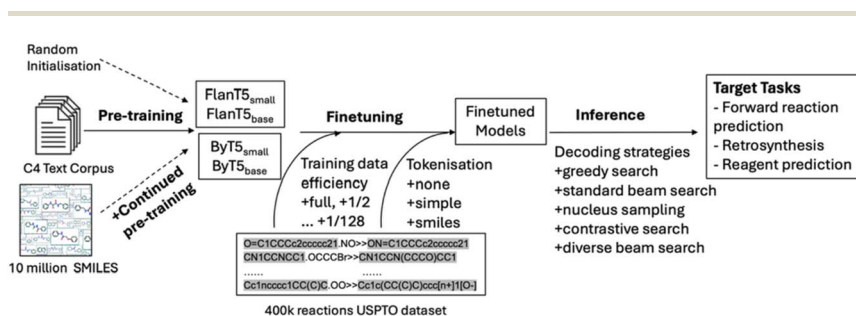 Random
Initialisation
C4 Text Corpus
10 million SMILES
Pre-training
+Continued
pre-training
FlanT5small
FlanT5base
ByT5small
ByT5base
Finetuning
Training data
efficiency
+full, +1/2
... +1/128
Tokenisation
+none
+simple
+smiles
O=C1CCCc2ccccc21.NO>>ON=C1CCCc2ccccc21
CN1CCNCC1.OCCCBr>>CN1CCN(CCCO)CC1
...... ......
Cc1ncccc1CC(C)C.OO>>Cc1c(CC(C)C)ccc[n+]1[O-]
400k reactions USPTO dataset
Finetuned
Models
Inference
Decoding strategies
+greedy search
+standard beam search
+nucleus sampling
+contrastive search
+diverse beam search
Target Tasks
- Forward reaction
prediction
- Retrosynthesis
- Reagent prediction